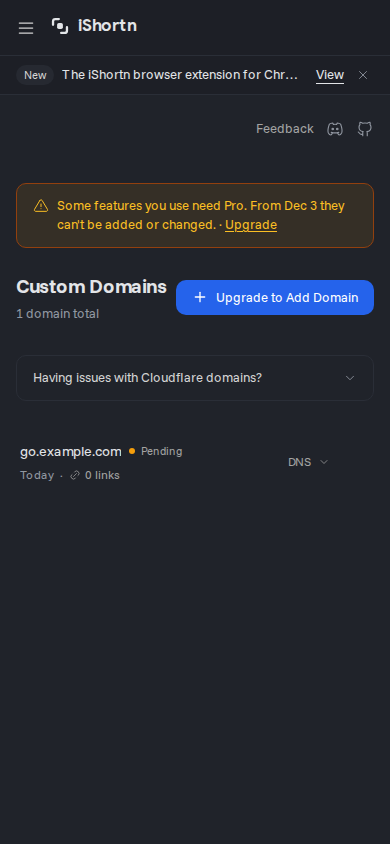 iShortn
New
The iShortn browser extension for Chr...
View
Feedback
Some features you use need Pro. From Dec 3 they
can't be added or changed. · Upgrade
Custom Domains
1 domain total
Upgrade to Add Domain
Having issues with Cloudflare domains?
go.example.com
Pending
DNS
Today · 0 links